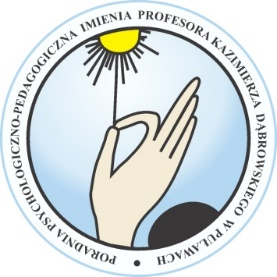 PORADNIA PSYCHOLOGICZNO-PEDAGOGICZNA IMIENIA PROFESORA KAZIMIERZA DĄBROWSKIEGO W PUŁAWACH •